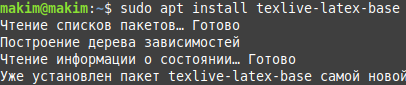 makim@makim:~$ sudo apt install texlive-latex-base
Чтение списков пакетов… Готово
Построение дерева зависимостей
Чтение информации о состоянии… Готово
Уже установлен пакет texlive-latex-base самой новой